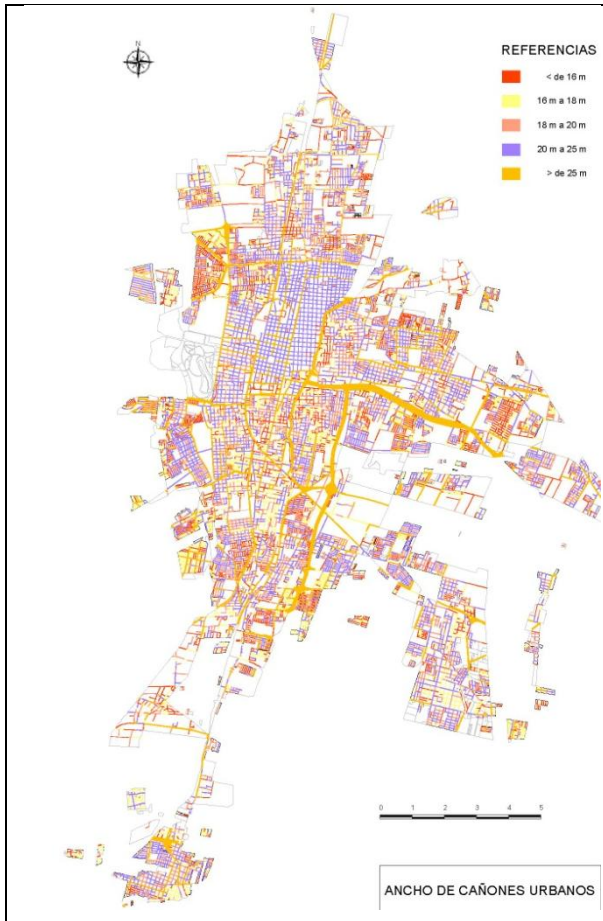 N
REFERENCIAS
< de 16 m
16 m a 18 m
18 m a 20 m
20 m a 25 m
> de 25 m
0 1 2 3 4 5
ANCHO DE CAÑONES URBANOS